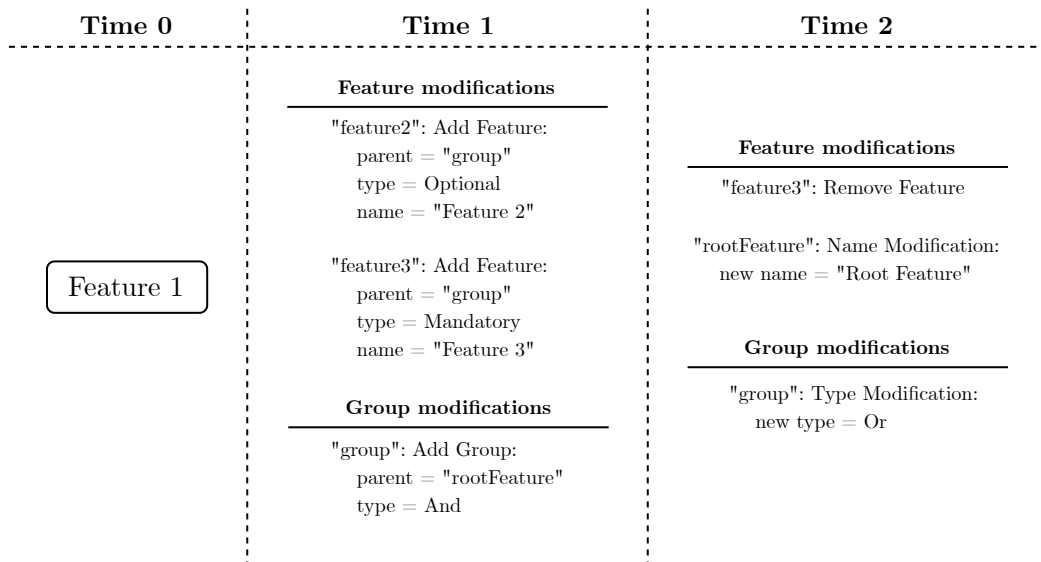 Time 0
Time 1
Time 2
Feature 1
Feature modifications
"feature2": Add Feature:
parent = "group"
type = Optional
name = "Feature 2"
"feature3": Add Feature:
parent = "group"
type = Mandatory
name = "Feature 3"
Group modifications
"group": Add Group:
parent = "rootFeature"
type = And
Feature modifications
"feature3": Remove Feature
"rootFeature": Name Modification:
new name = "Root Feature"
Group modifications
"group": Type Modification:
new type = Or